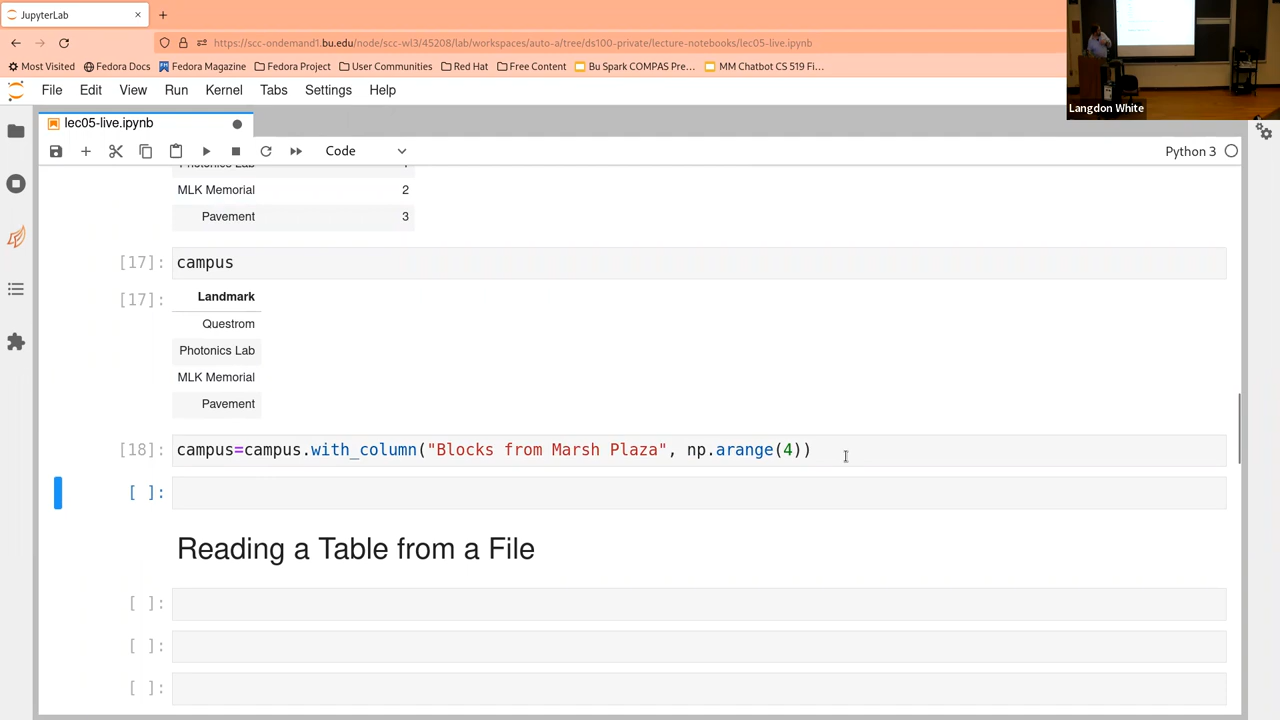 JupyterLab
https://scc-ondemand1.bu.edu/node/scc-wl3/45208/lab/workspaces/auto-a/tree/ds100-private/lecture-notebooks/lec05-live.ipynb
Most Visited Fedora Docs Fedora Magazine Fedora Project User Communities Red Hat Free Content Bu Spark COMPAS Pre… MM Chatbot CS 519 Fi…
Langdon White
File Edit View Run Kernel Tabs Settings Help
lec05-live.ipynb
Code Python 3
Photonics Lab
MLK Memorial 2
Pavement 3
[17]: campus
[17]: Landmark
Questrom
Photonics Lab
MLK Memorial
Pavement
[18]: campus=campus.with_column("Blocks from Marsh Plaza", np.arange(4))
[ ]:
Reading a Table from a File
[ ]:
[ ]:
[ ]: